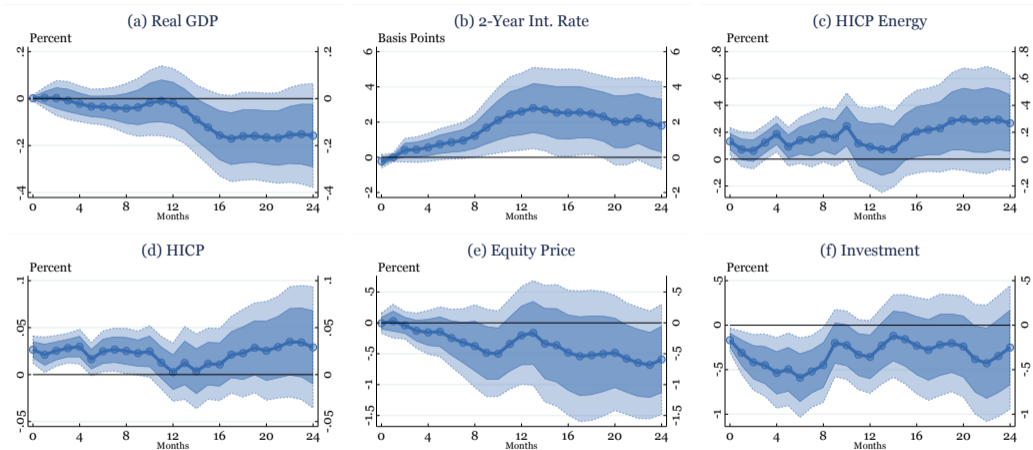 (a) Real GDP
Percent
.2 .2
0 0
-.2 -.2
-.4 -.4
0 4 8 12 16 20 24
Months
(b) 2-Year Int. Rate
Basis Points
6 6
4 4
2 2
0 0
-2 -2
0 4 8 12 16 20 24
Months
(c) HICP Energy
Percent
.8 .8
.6 .6
.4 .4
.2 .2
0 0
-.2 -.2
0 4 8 12 16 20 24
Months
(d) HICP
Percent
.1 .1
.05 .05
0 0
-.05 -.05
0 4 8 12 16 20 24
Months
(e) Equity Price
Percent
.5 .5
0 0
-.5 -.5
-1 -1
-1.5 -1.5
0 4 8 12 16 20 24
Months
(f) Investment
Percent
.5 .5
0 0
-.5 -.5
-1 -1
0 4 8 12 16 20 24
Months